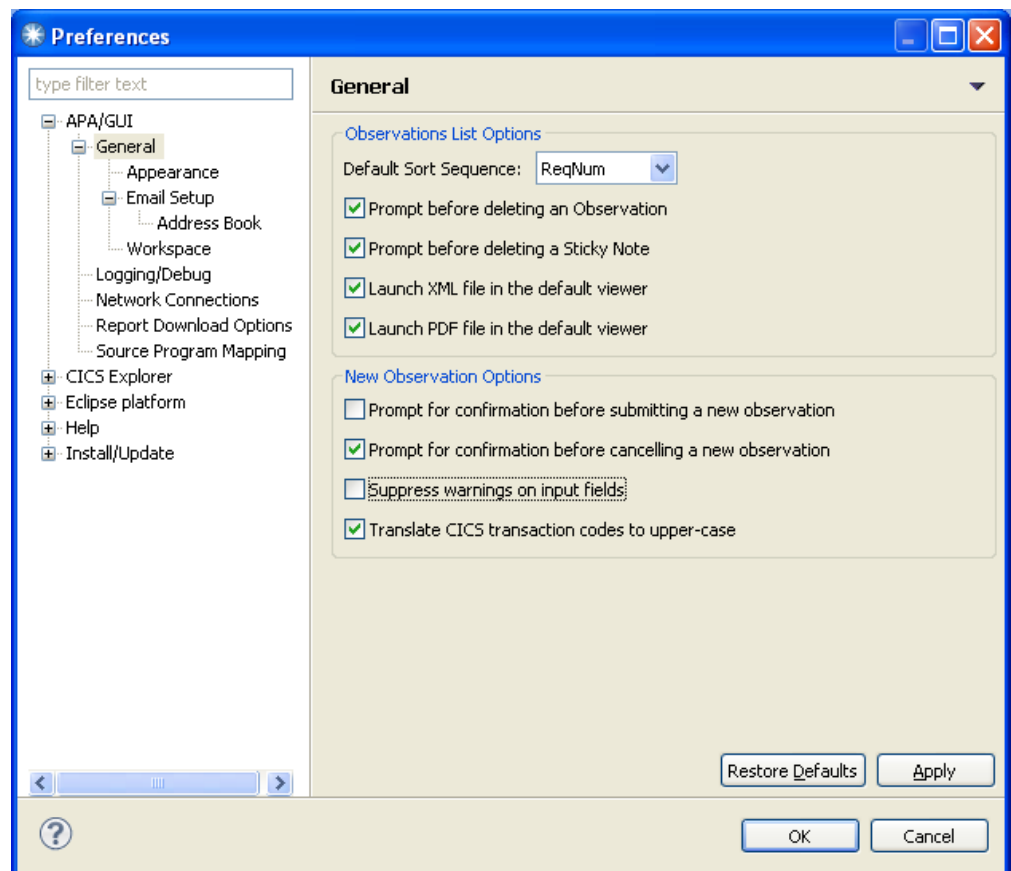 Preferences
type filter text
General
APA/GUI
General
Appearance
Email Setup
Address Book
Workspace
Logging/Debug
Network Connections
Report Download Options
Source Program Mapping
CICS Explorer
Eclipse platform
Help
Install/Update
Observations List Options
Default Sort Sequence: ReqNum
Prompt before deleting an Observation
Prompt before deleting a Sticky Note
Launch XML file in the default viewer
Launch PDF file in the default viewer
New Observation Options
Prompt for confirmation before submitting a new observation
Prompt for confirmation before cancelling a new observation
Suppress warnings on input fields
Translate CICS transaction codes to upper-case
Restore Defaults Apply
? OK Cancel